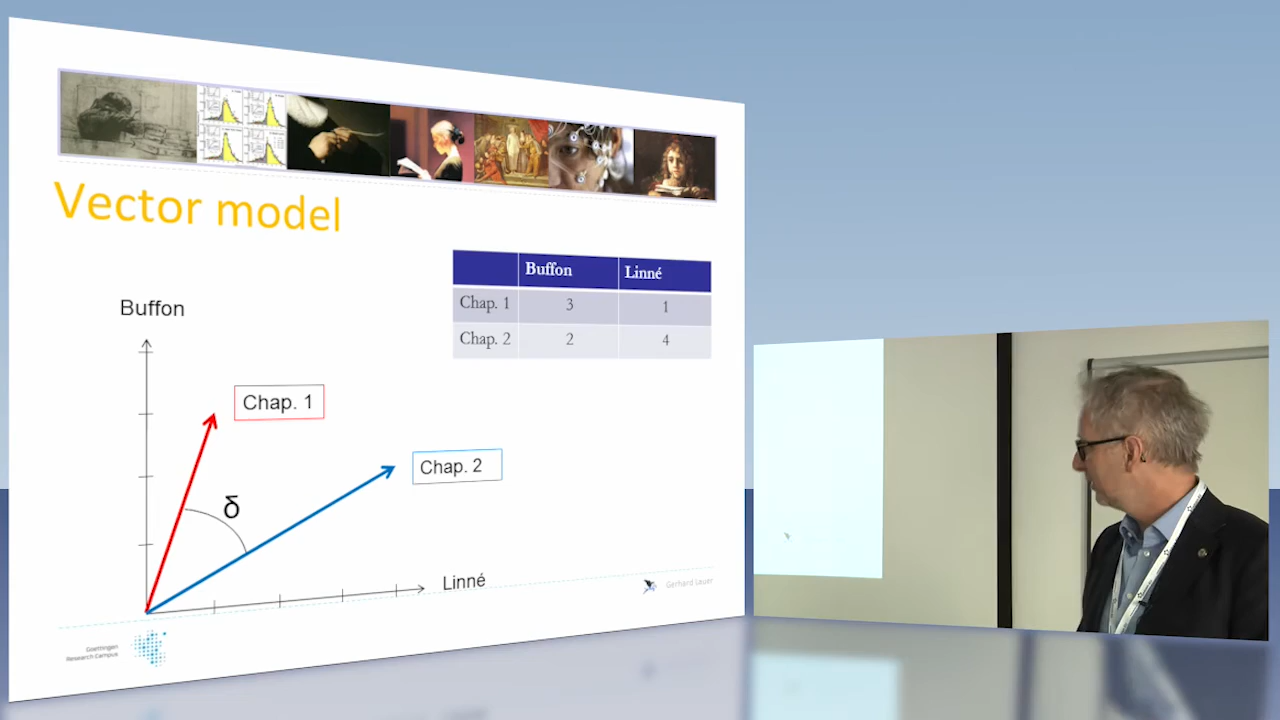 Vector model
Buffon Linné
Chap. 1 3 1
Chap. 2 2 4
Buffon
Chap. 1
Chap. 2
δ
Linné
Gerhard Lauer
Goettingen
Research Campus